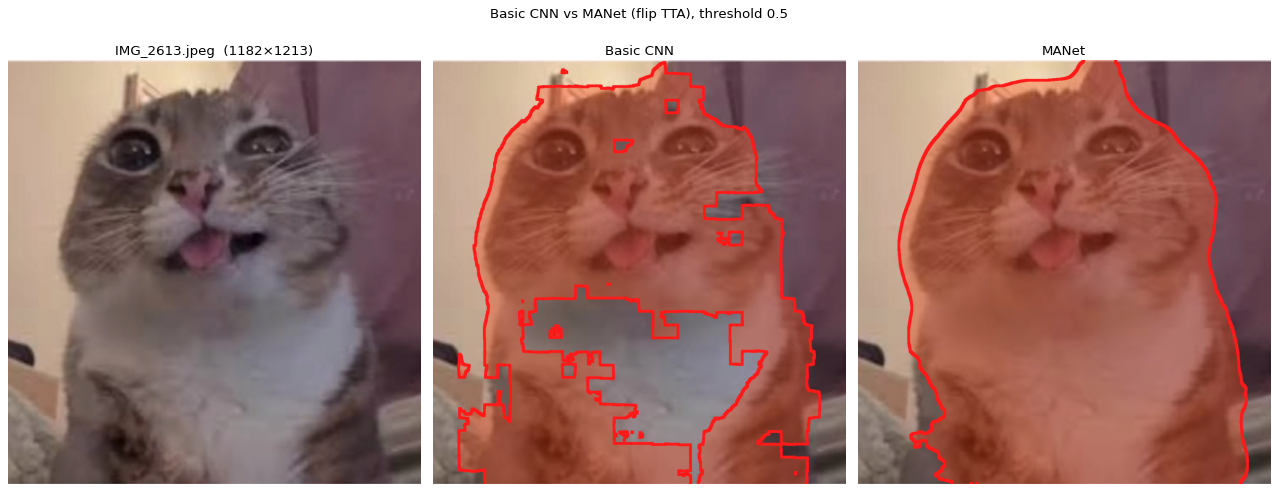 Basic CNN vs MANet (flip TTA), threshold 0.5
IMG_2613.jpeg  (1182×1213)
Basic CNN
MANet